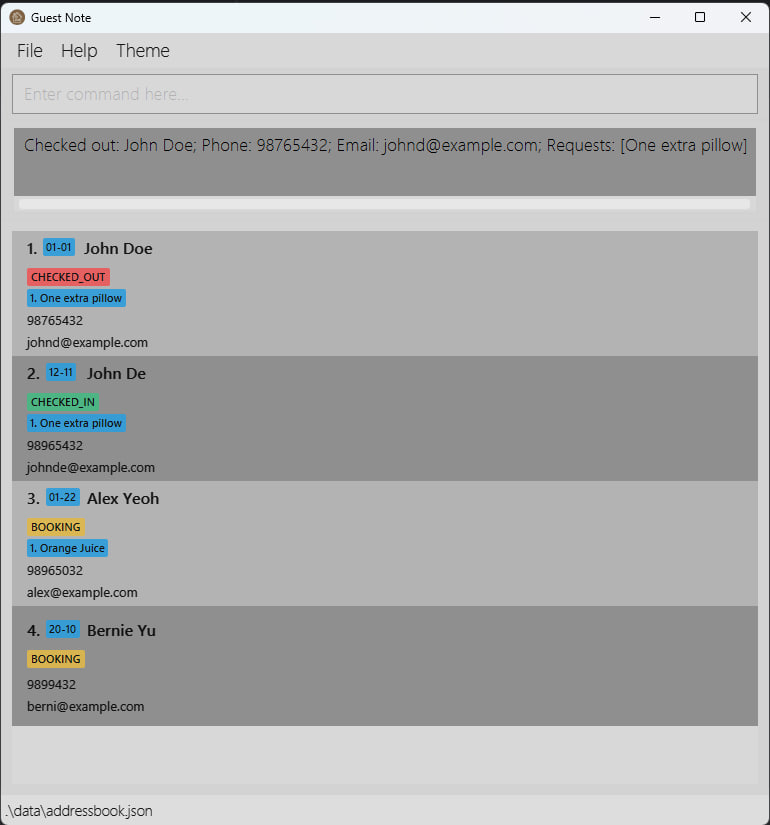 Guest Note
File Help Theme
Enter command here...
Checked out: John Doe; Phone: 98765432; Email: johnd@example.com; Requests: [One extra pillow]
1. 01-01 John Doe
CHECKED_OUT
1. One extra pillow
98765432
johnd@example.com
2. 12-11 John De
CHECKED_IN
1. One extra pillow
98965432
johnde@example.com
3. 01-22 Alex Yeoh
BOOKING
1. Orange Juice
98965032
alex@example.com
4. 20-10 Bernie Yu
BOOKING
9899432
berni@example.com
.\data\addressbook.json